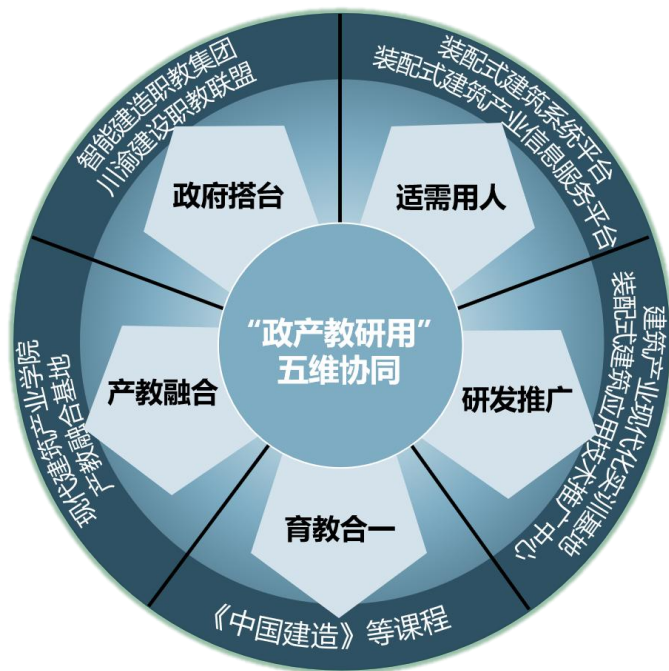 智能建造职教集团
川渝建设职教联盟
装配式建筑系统平台
装配式建筑产业信息服务平台
政府搭台
适需用人
“政产教研用”
五维协同
产教融合
研发推广
育教合一
现代建筑产业学院
产教融合基地
建筑产业现代化实训基地
装配式建筑应用技术推广中心
《中国建造》等课程